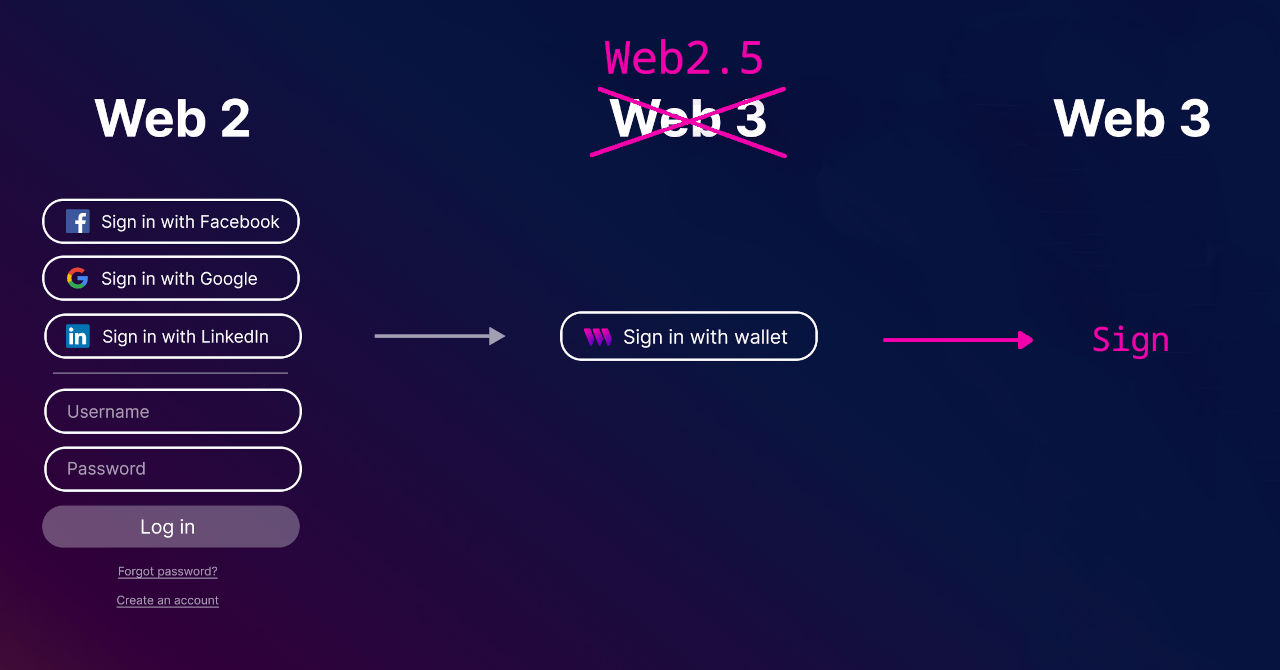 Web 2
Sign in with Facebook
Sign in with Google
in Sign in with LinkedIn
Username
Password
Log in
Forgot password?
Create an account
Web2.5
Web 3
Sign in with wallet
Web 3
Sign